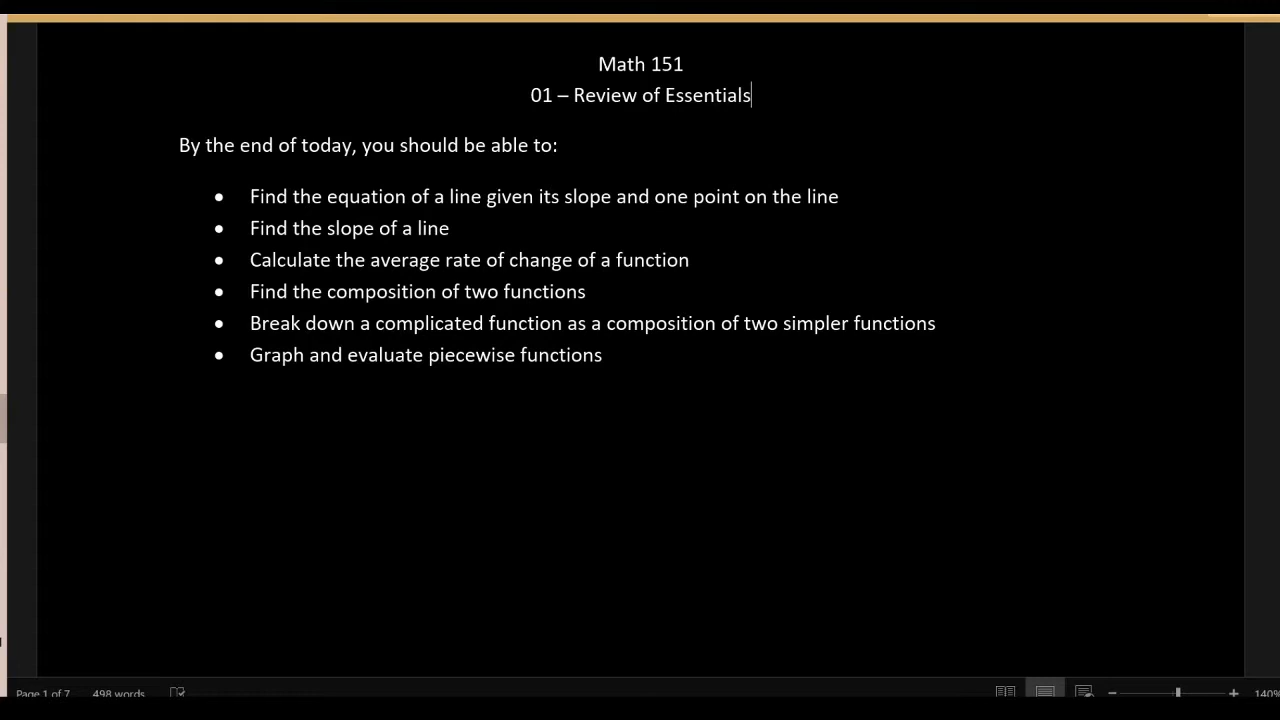 Math 151
01 – Review of Essentials
By the end of today, you should be able to:
• Find the equation of a line given its slope and one point on the line
• Find the slope of a line
• Calculate the average rate of change of a function
• Find the composition of two functions
• Break down a complicated function as a composition of two simpler functions
• Graph and evaluate piecewise functions
Page 1 of 7 498 words 140%